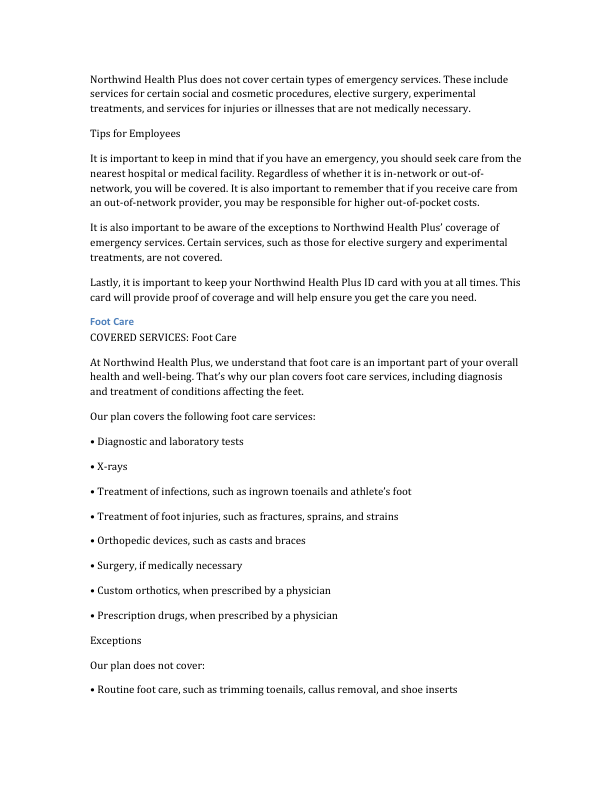 Northwind Health Plus does not cover certain types of emergency services. These include
services for certain social and cosmetic procedures, elective surgery, experimental
treatments, and services for injuries or illnesses that are not medically necessary.
Tips for Employees
It is important to keep in mind that if you have an emergency, you should seek care from the
nearest hospital or medical facility. Regardless of whether it is in-network or out-of-
network, you will be covered. It is also important to remember that if you receive care from
an out-of-network provider, you may be responsible for higher out-of-pocket costs.
It is also important to be aware of the exceptions to Northwind Health Plus’ coverage of
emergency services. Certain services, such as those for elective surgery and experimental
treatments, are not covered.
Lastly, it is important to keep your Northwind Health Plus ID card with you at all times. This
card will provide proof of coverage and will help ensure you get the care you need.
Foot Care
COVERED SERVICES: Foot Care
At Northwind Health Plus, we understand that foot care is an important part of your overall
health and well-being. That’s why our plan covers foot care services, including diagnosis
and treatment of conditions affecting the feet.
Our plan covers the following foot care services:
• Diagnostic and laboratory tests
• X-rays
• Treatment of infections, such as ingrown toenails and athlete’s foot
• Treatment of foot injuries, such as fractures, sprains, and strains
• Orthopedic devices, such as casts and braces
• Surgery, if medically necessary
• Custom orthotics, when prescribed by a physician
• Prescription drugs, when prescribed by a physician
Exceptions
Our plan does not cover:
• Routine foot care, such as trimming toenails, callus removal, and shoe inserts